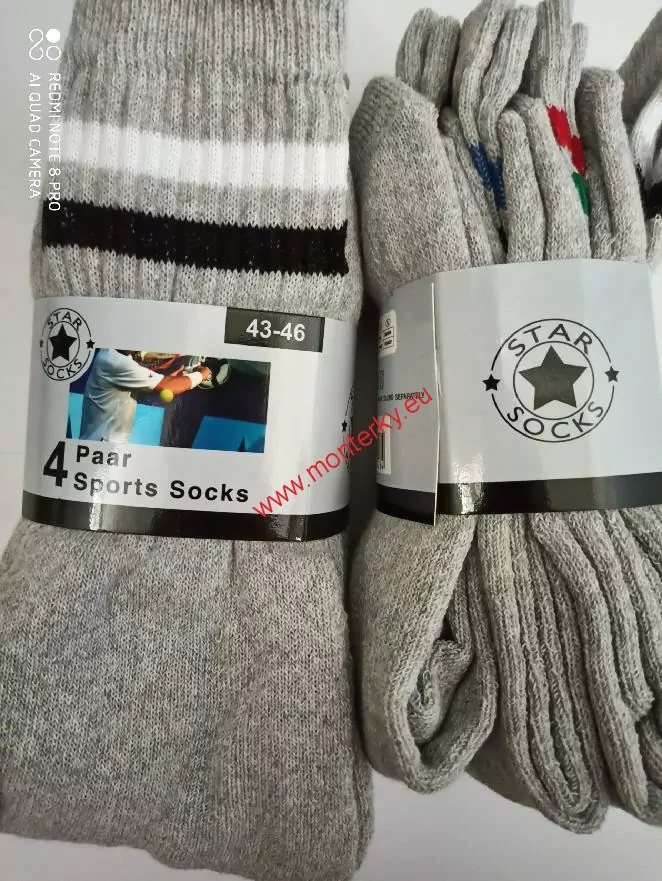 REDMI NOTE 8 PRO
AI QUAD CAMERA
STAR
SOCKS
43-46
4 Paar
Sports Socks
www.monterky.eu
STAR
SOCKS
SEPARATELY